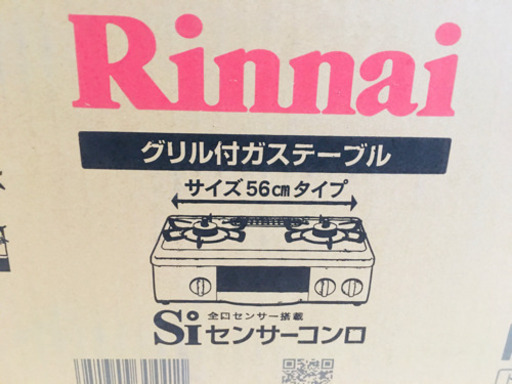 Rinnai
グリル付ガステーブル
サイズ56cmタイプ
全口センサー搭載
Siセンサーコンロ